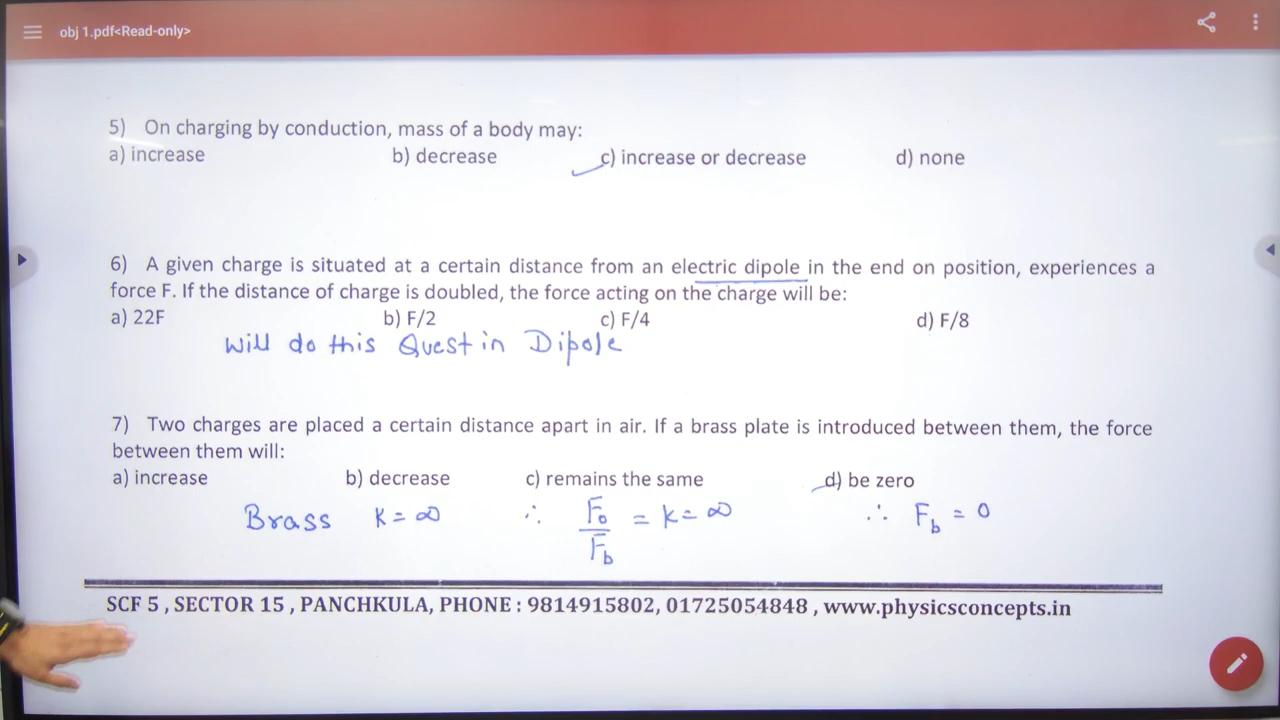 obj 1.pdf<Read-only>
5) On charging by conduction, mass of a body may:
a) increase b) decrease c) increase or decrease d) none
6) A given charge is situated at a certain distance from an electric dipole in the end on position, experiences a
force F. If the distance of charge is doubled, the force acting on the charge will be:
a) 22F b) F/2 c) F/4 d) F/8
Will do this Quest in Dipole
7) Two charges are placed a certain distance apart in air. If a brass plate is introduced between them, the force
between them will:
a) increase b) decrease c) remains the same d) be zero
Brass K = ∞ ∴ F₀/F_b = K = ∞ ∴ F_b = 0
SCF 5 , SECTOR 15 , PANCHKULA, PHONE : 9814915802, 01725054848 , www.physicsconcepts.in